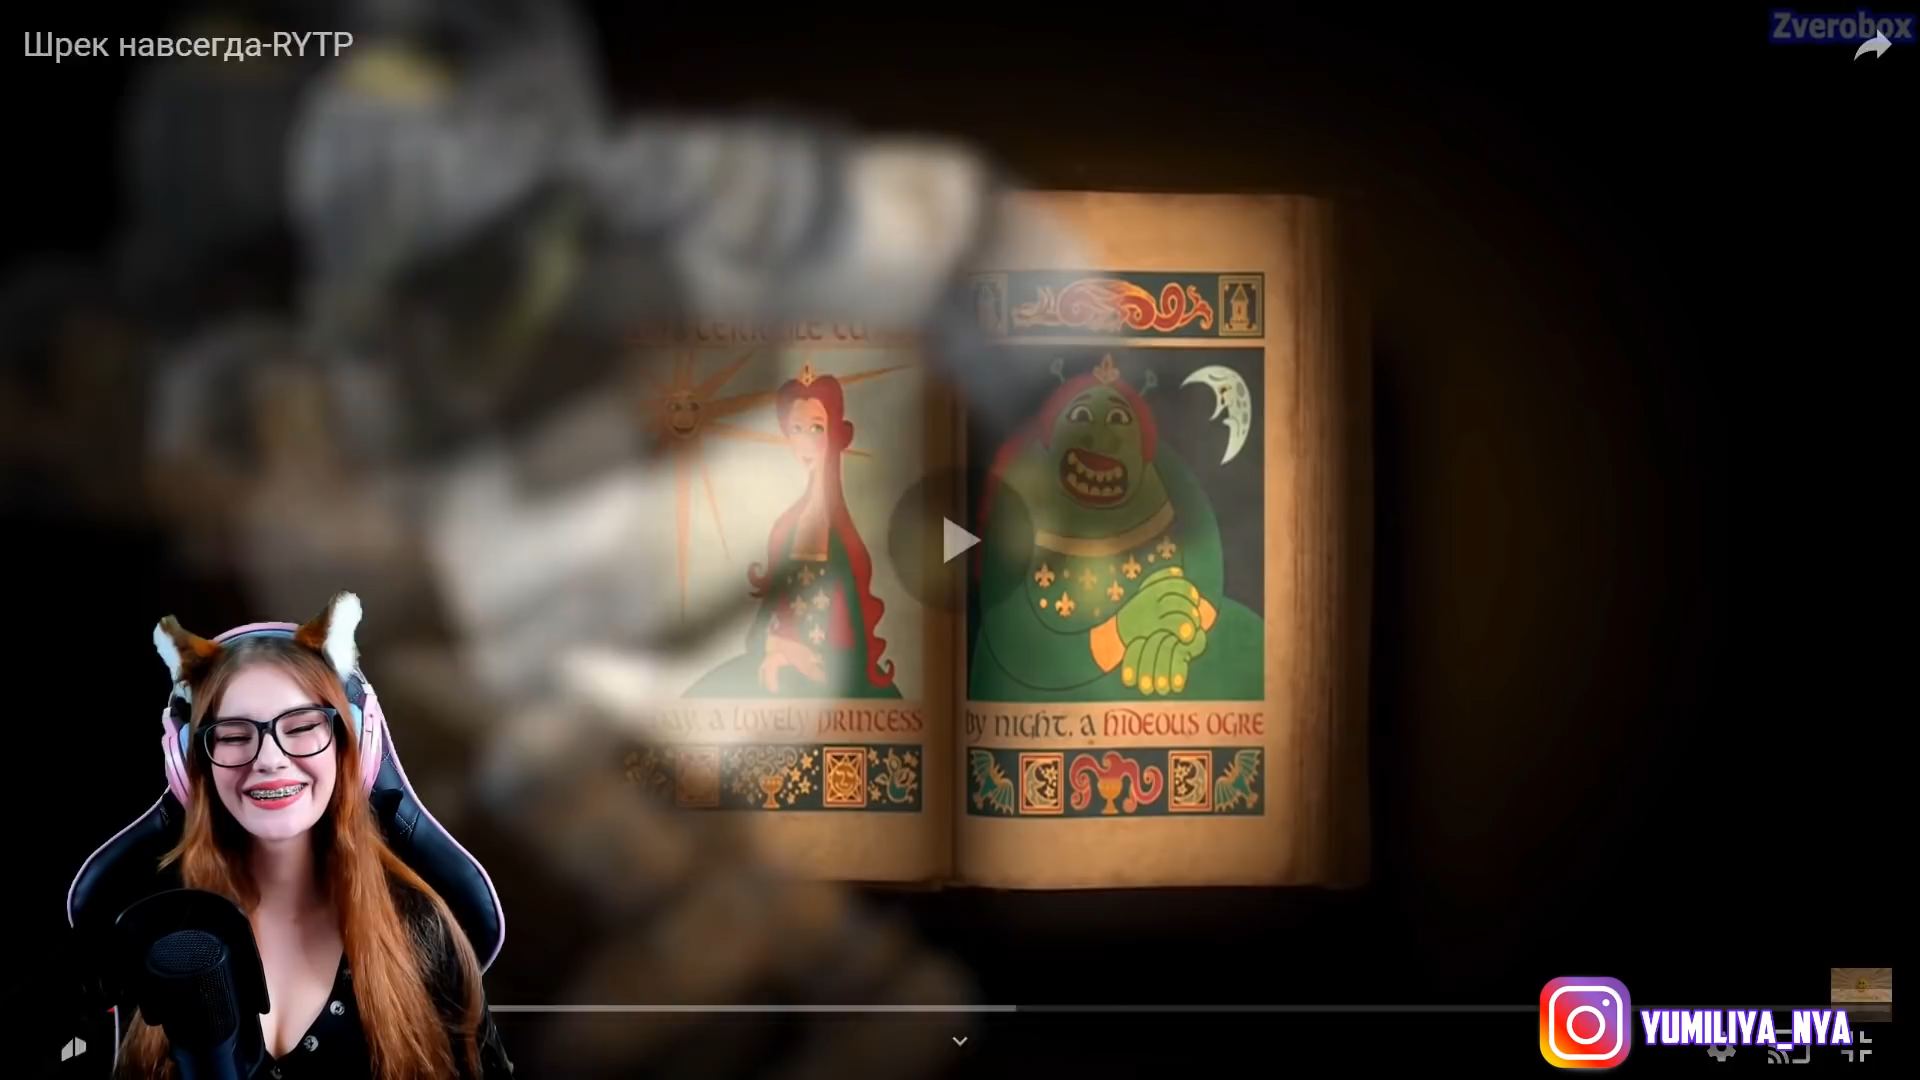 Шрек навсегда-RYTP
Zverobox
a lovely princess
by night, a hideous ogre
YUMILIYA_NYA